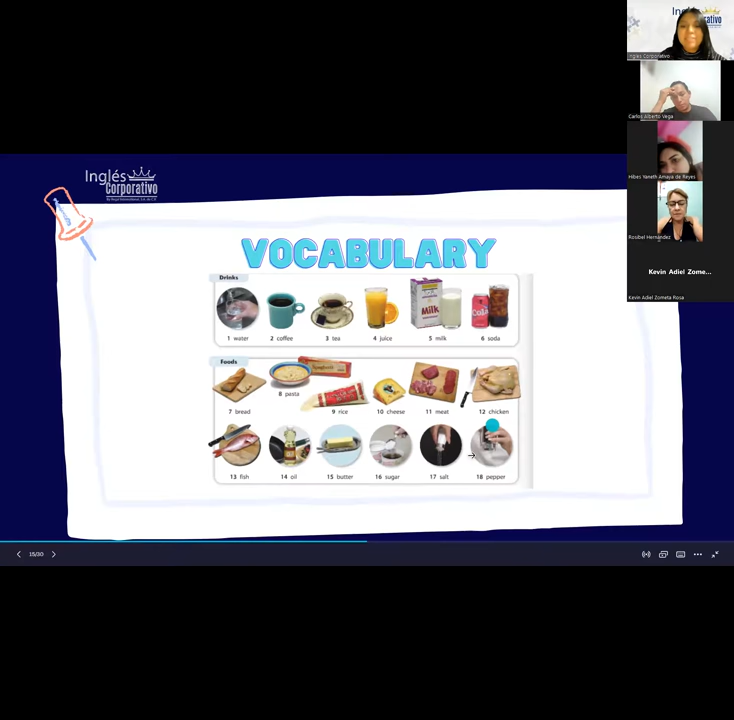 Inglés
Corporativo
Inglés Corporativo
Carlos Alberto Vega
Hibes Yaneth Amaya de Reyes
Rosibel Hernández
Kevin Adiel Zome...
Kevin Adiel Zometa Rosa
VOCABULARY
Drinks
1 water
2 coffee
3 tea
4 juice
5 milk
6 soda
Milk
Cola
Foods
7 bread
8 pasta
9 rice
10 cheese
11 meat
12 chicken
13 fish
14 oil
15 butter
16 sugar
17 salt
18 pepper
15/30